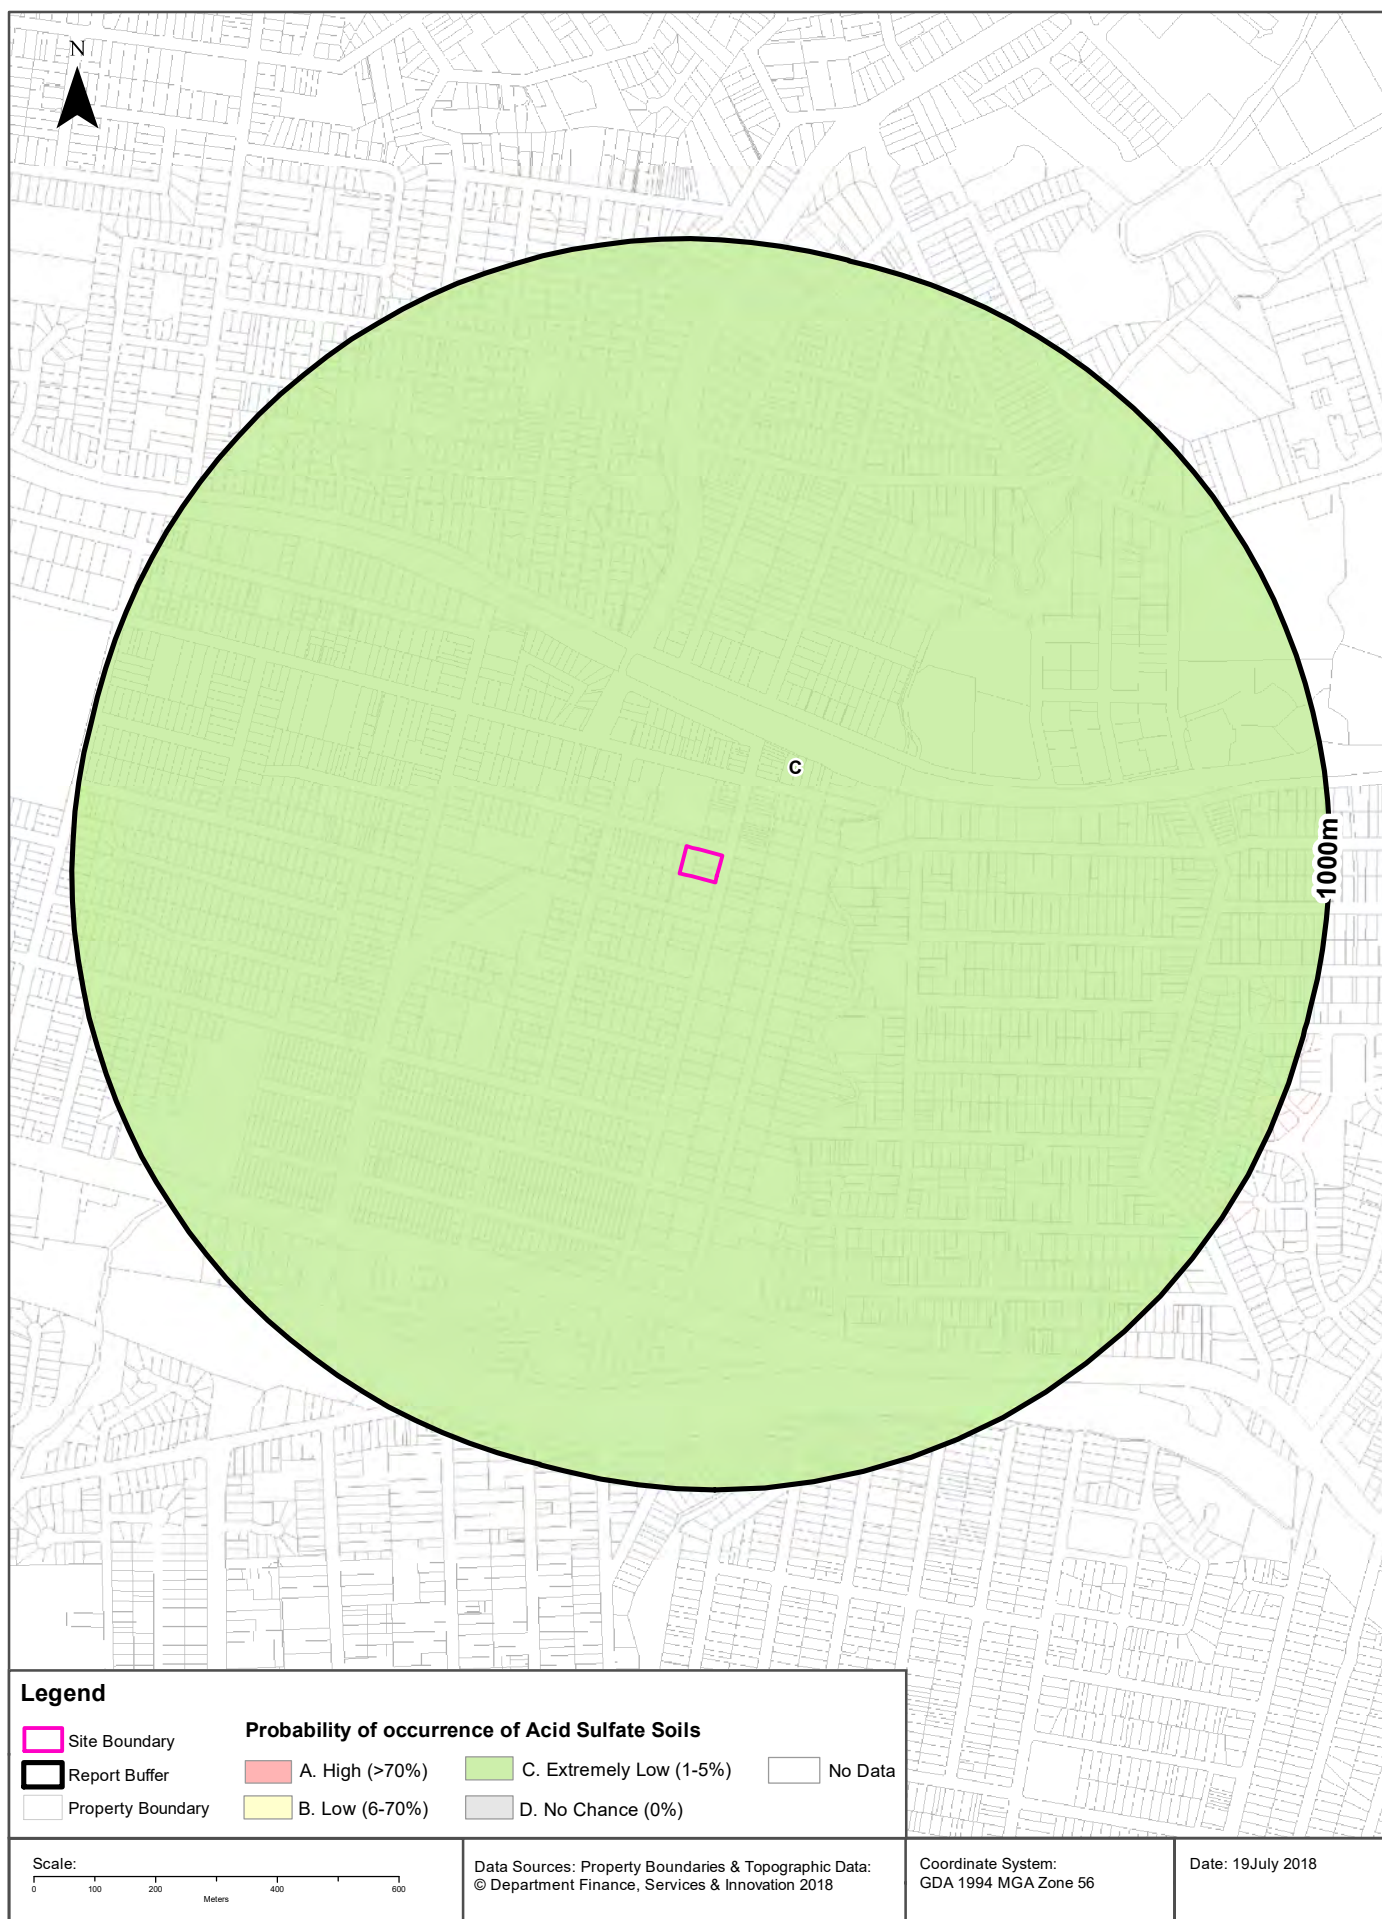 N
C
1000m
Legend
Site Boundary
Report Buffer
Property Boundary
Probability of occurrence of Acid Sulfate Soils
A. High (>70%)
B. Low (6-70%)
C. Extremely Low (1-5%)
D. No Chance (0%)
No Data
Scale:
0 100 200 400 600
Meters
Data Sources: Property Boundaries & Topographic Data:
© Department Finance, Services & Innovation 2018
Coordinate System:
GDA 1994 MGA Zone 56
Date: 19July 2018